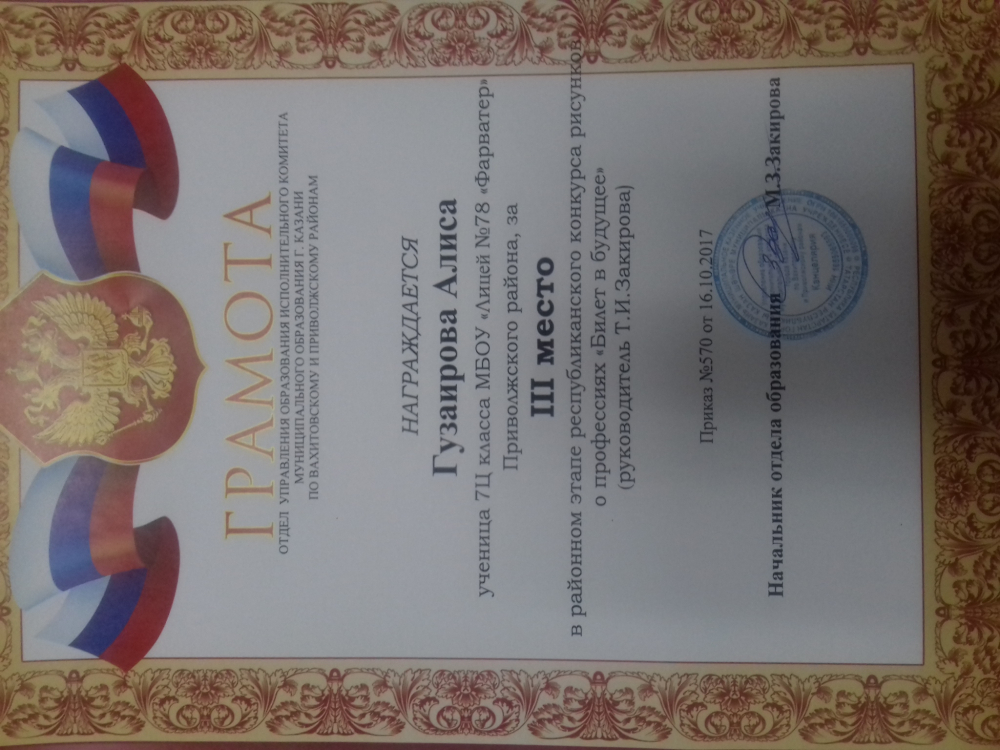 ГРАМОТА
ОТДЕЛ УПРАВЛЕНИЯ ОБРАЗОВАНИЯ ИСПОЛНИТЕЛЬНОГО КОМИТЕТА
МУНИЦИПАЛЬНОГО ОБРАЗОВАНИЯ Г. КАЗАНИ
ПО ВАХИТОВСКОМУ И ПРИВОЛЖСКОМУ РАЙОНАМ
НАГРАЖДАЕТСЯ
Гузаирова Алиса
ученица 7Ц класса МБОУ «Лицей №78 «Фарватер»
Приволжского района, за
III место
в районном этапе республиканского конкурса рисунков
о профессиях «Билет в будущее»
(руководитель Т.И.Закирова)
Приказ №570 от 16.10.2017
Начальник отдела образования М.З.Закирова